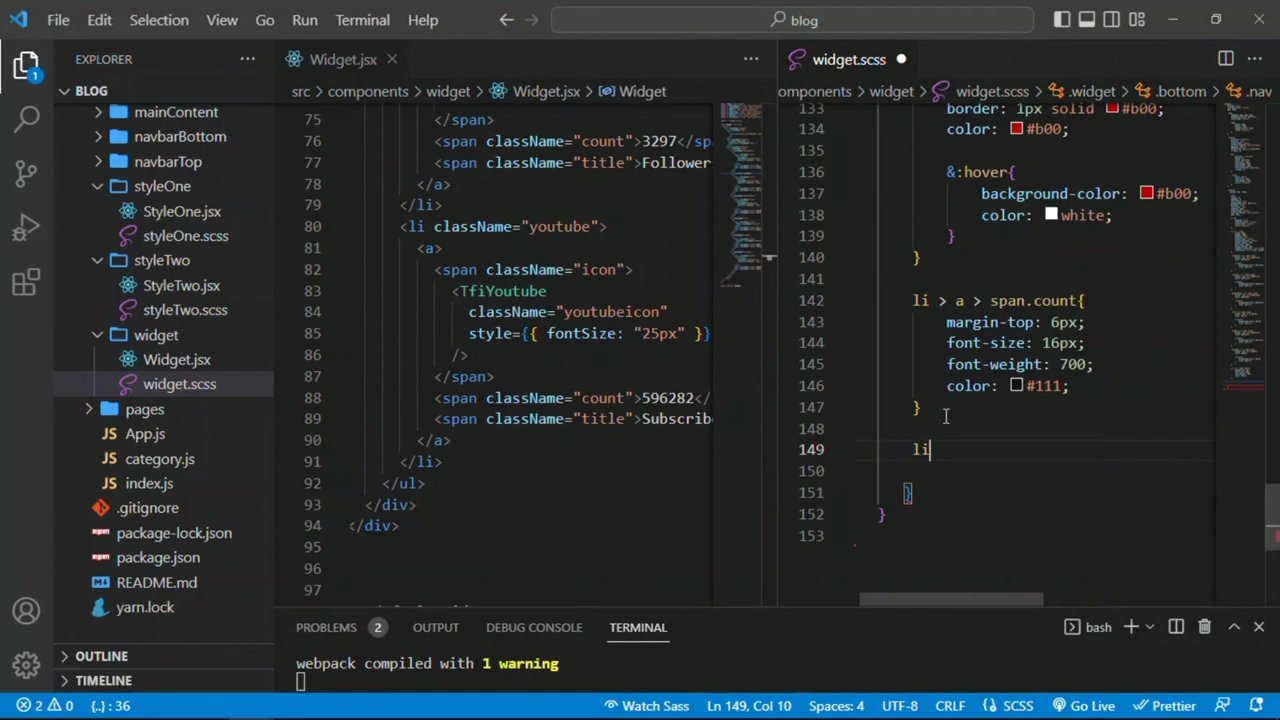 File Edit Selection View Go Run Terminal Help
blog
EXPLORER
1
BLOG
mainContent
navbarBottom
navbarTop
styleOne
StyleOne.jsx
styleOne.scss
styleTwo
StyleTwo.jsx
styleTwo.scss
widget
Widget.jsx
widget.scss
pages
App.js
category.js
index.js
.gitignore
package-lock.json
package.json
README.md
yarn.lock
OUTLINE
TIMELINE
Widget.jsx
src > components > widget > Widget.jsx > Widget
75 </span>
76 <span className="count">3297</sp
77 <span className="title">Follower
78 </a>
79 </li>
80 <li className="youtube">
81 <a>
82 <span className="icon">
83 <TfiYoutube
84 className="youtubeicon"
85 style={{ fontSize: "25px" }}
86 />
87 </span>
88 <span className="count">596282</
89 <span className="title">Subscribe
90 </a>
91 </li>
92 </ul>
93 </div>
94 </div>
95
96
97
widget.scss
omponents > widget > widget.scss > .widget > .bottom > .nav
133 border: 1px solid #b00;
134 color: #b00;
135
136 &:hover{
137 background-color: #b00;
138 color: white;
139 }
140 }
141
142 li > a > span.count{
143 margin-top: 6px;
144 font-size: 16px;
145 font-weight: 700;
146 color: #111;
147 }
148
149 li
150
151 }
152 }
153
PROBLEMS 2 OUTPUT DEBUG CONSOLE TERMINAL
bash
webpack compiled with 1 warning
2 0 {..} : 36 Watch Sass Ln 149, Col 10 Spaces: 4 UTF-8 CRLF SCSS Go Live Prettier